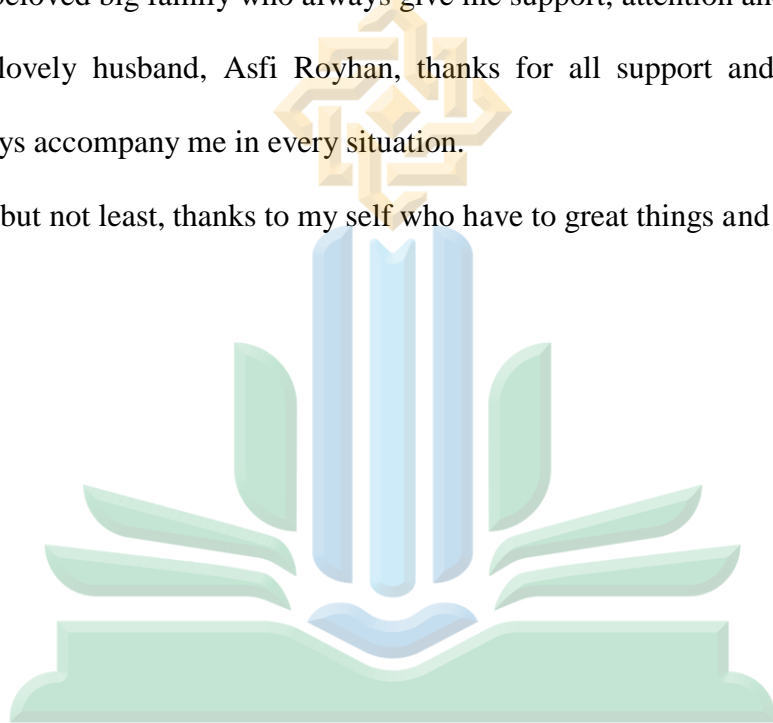 beloved big family who always give me support, attention and
lovely husband, Asfi Royhan, thanks for all support and
ys accompany me in every situation.
but not least, thanks to my self who have to great things and